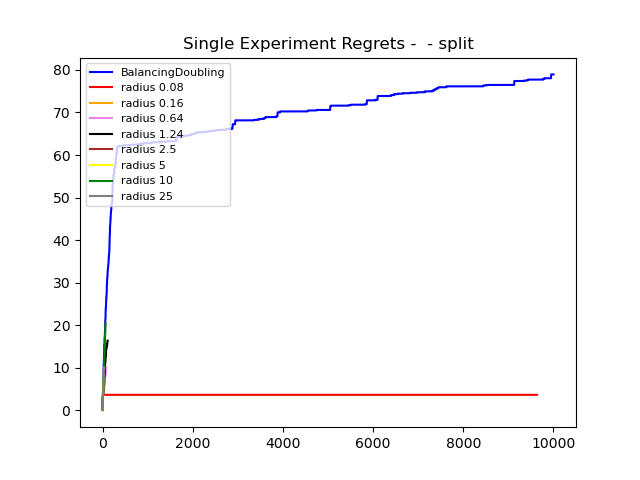 Single Experiment Regrets -  - split
80
70
60
50
40
30
20
10
0
BalancingDoubling
radius 0.08
radius 0.16
radius 0.64
radius 1.24
radius 2.5
radius 5
radius 10
radius 25
0 2000 4000 6000 8000 10000